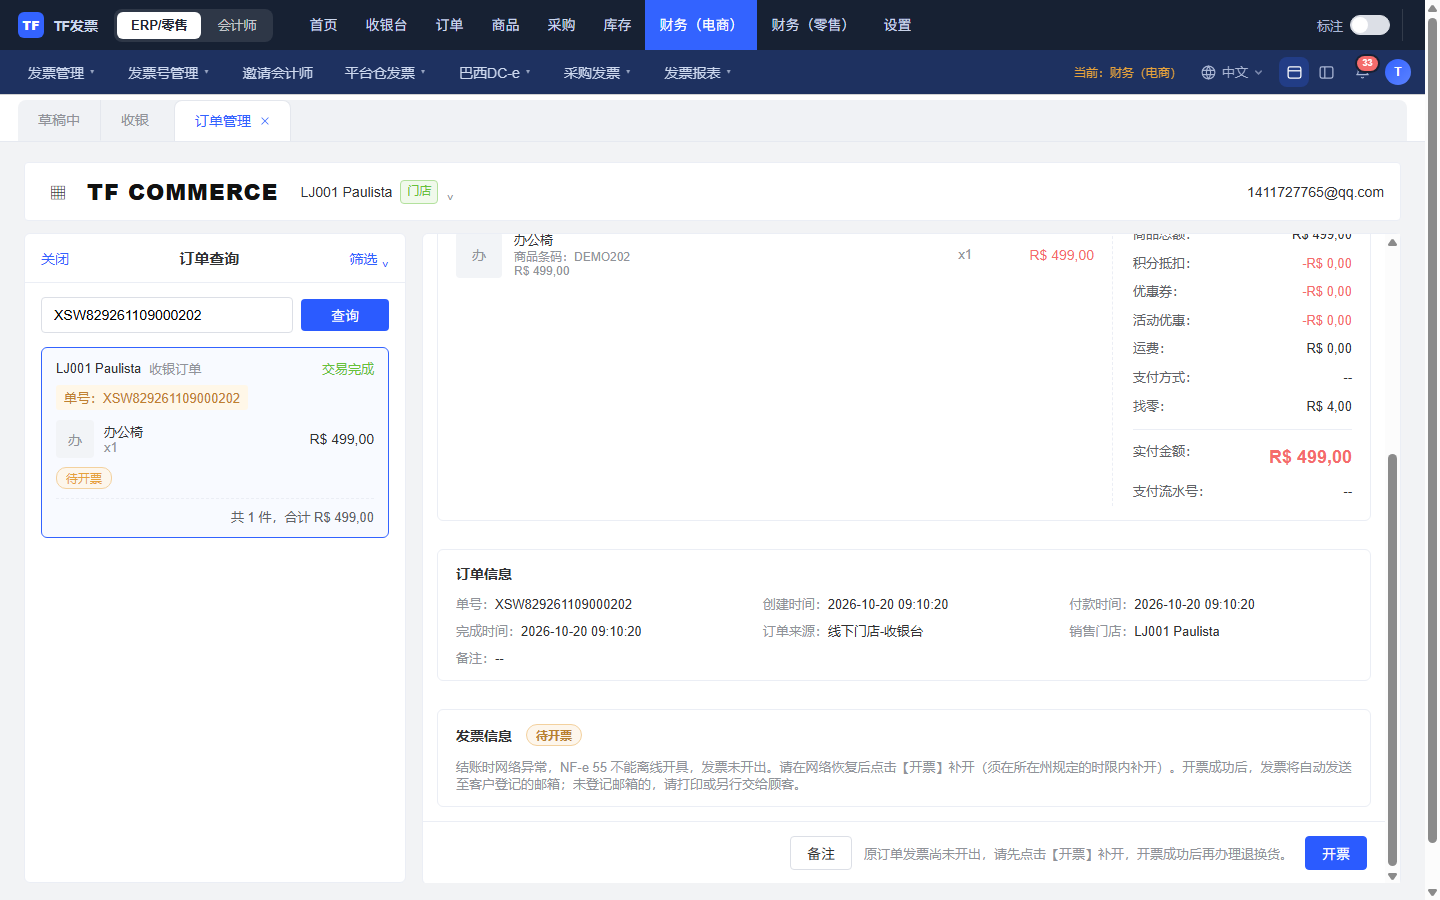 TF TF发票 ERP/零售 会计师 首页 收银台 订单 商品 采购 库存 财务（电商） 财务（零售） 设置 标注
发票管理 发票号管理 邀请会计师 平台仓发票 巴西DC-e 采购发票 发票报表 当前：财务（电商） 中文 33 T
草稿中 收银 订单管理 ×
TF COMMERCE LJ001 Paulista 门店 1411727765@qq.com
关闭 订单查询 筛选
XSW829261109000202 查询
LJ001 Paulista 收银订单 交易完成
单号：XSW829261109000202
办 办公椅 R$ 499,00
x1
待开票
共 1 件，合计 R$ 499,00
办 办公椅
商品条码：DEMO202 x1 R$ 499,00
R$ 499,00
商品总额: R$ 499,00
积分抵扣: -R$ 0,00
优惠券: -R$ 0,00
活动优惠: -R$ 0,00
运费: R$ 0,00
支付方式: --
找零: R$ 4,00
实付金额: R$ 499,00
支付流水号: --
订单信息
单号：XSW829261109000202 创建时间：2026-10-20 09:10:20 付款时间：2026-10-20 09:10:20
完成时间：2026-10-20 09:10:20 订单来源：线下门店-收银台 销售门店：LJ001 Paulista
备注：--
发票信息 待开票
结账时网络异常，NF-e 55 不能离线开具，发票未开出。请在网络恢复后点击【开票】补开（须在所在州规定的时限内补开）。开票成功后，发票将自动发送
至客户登记的邮箱；未登记邮箱的，请打印或另行交给顾客。
备注 原订单发票尚未开出，请先点击【开票】补开，开票成功后再办理退换货。 开票